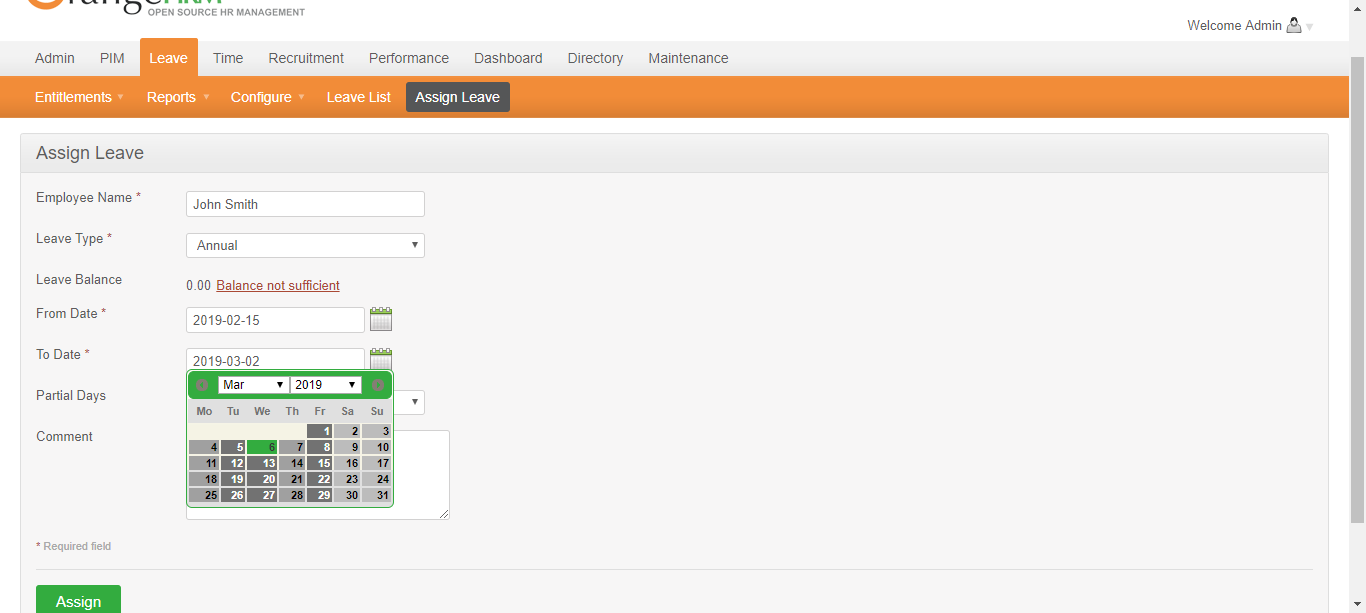 OPEN SOURCE HR MANAGEMENT
Welcome Admin
Admin PIM Leave Time Recruitment Performance Dashboard Directory Maintenance
Entitlements Reports Configure Leave List Assign Leave
Assign Leave
Employee Name * John Smith
Leave Type * Annual
Leave Balance 0.00 Balance not sufficient
From Date * 2019-02-15
To Date * 2019-03-02
Mar 2019
Partial Days
Mo Tu We Th Fr Sa Su
1 2 3
Comment
4 5 6 7 8 9 10
11 12 13 14 15 16 17
18 19 20 21 22 23 24
25 26 27 28 29 30 31
* Required field
Assign